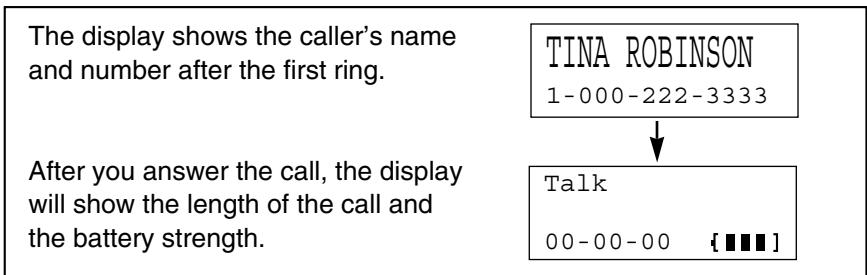 The display shows the caller's name
and number after the first ring.
TINA ROBINSON
1-000-222-3333
After you answer the call, the display
will show the length of the call and
the battery strength.
Talk
00-00-00